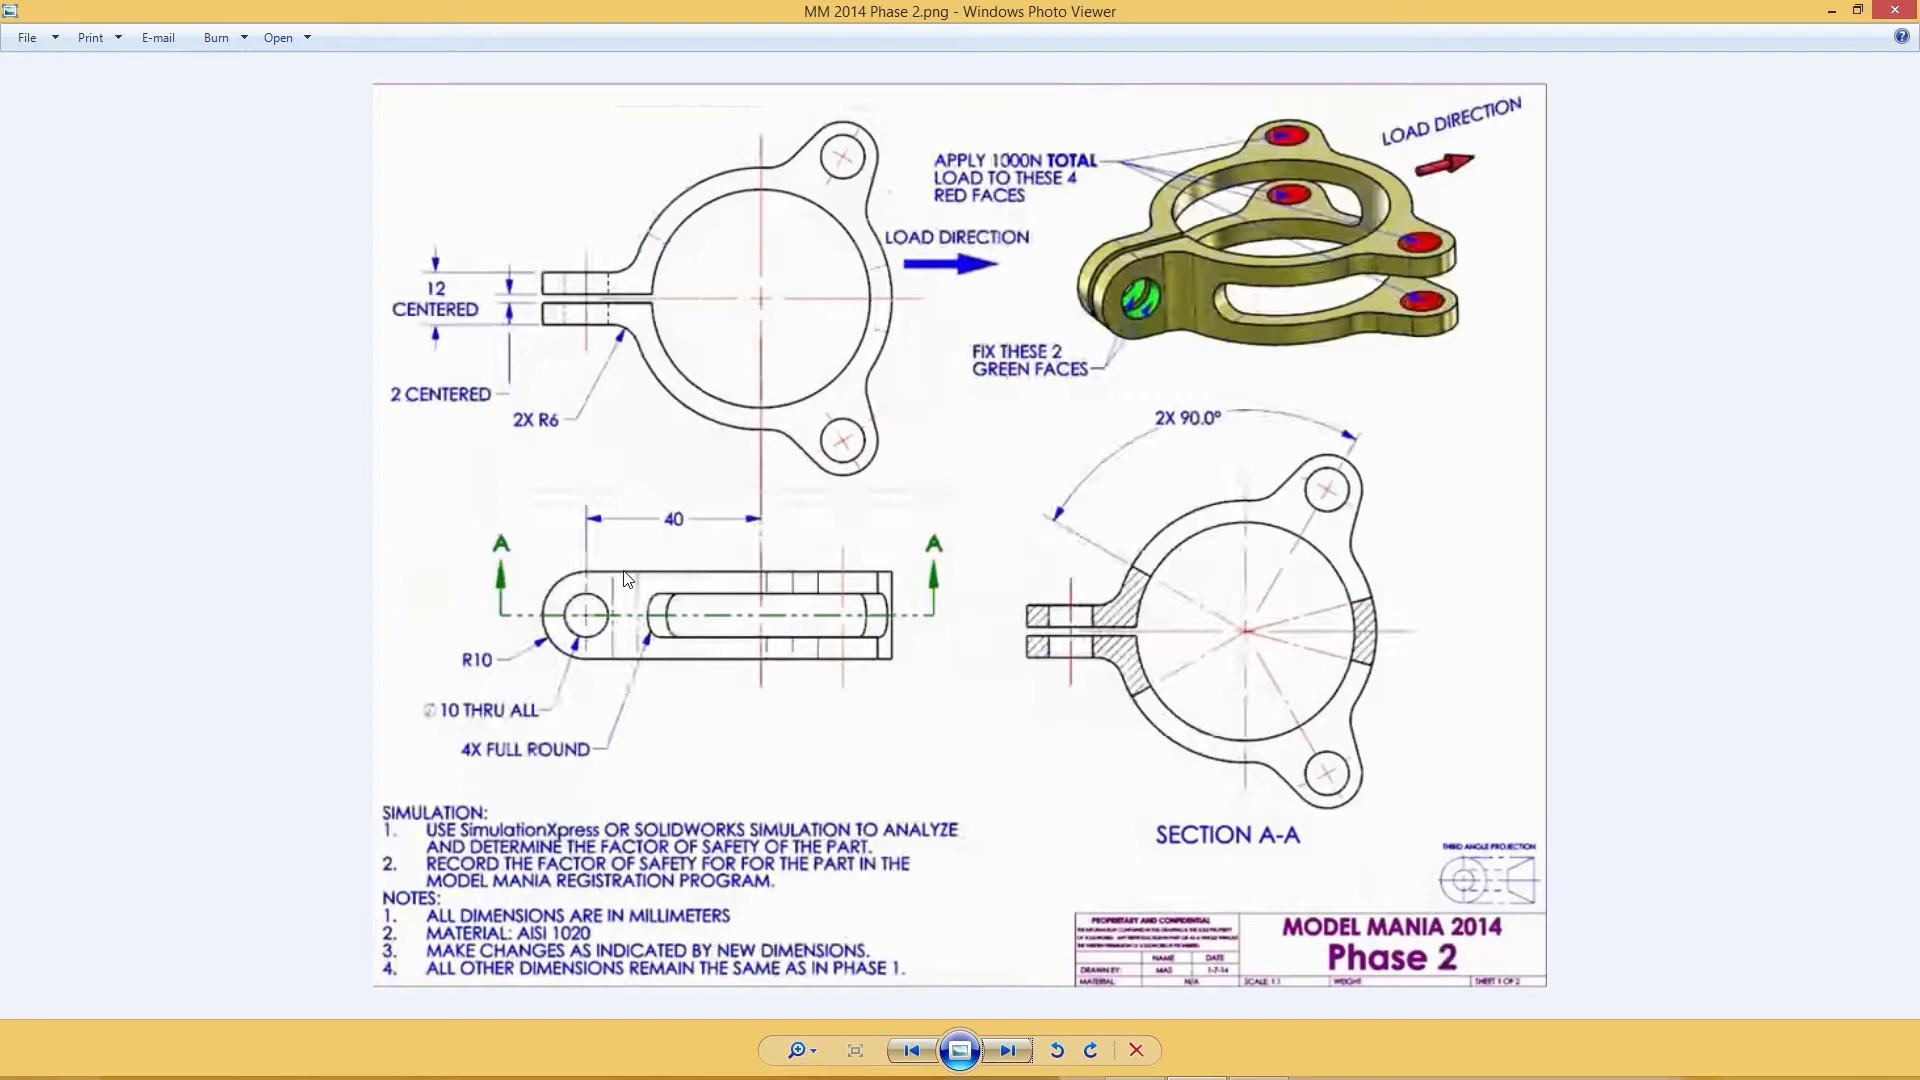 MM 2014 Phase 2.png - Windows Photo Viewer
File Print E-mail Burn Open
LOAD DIRECTION
APPLY 1000N TOTAL
LOAD TO THESE 4
RED FACES
LOAD DIRECTION
12
CENTERED
2 CENTERED
2X R6
FIX THESE 2
GREEN FACES
2X 90.0°
40
A A
R10
⌀10 THRU ALL
4X FULL ROUND
SECTION A-A
SIMULATION:
1. USE SimulationXpress OR SOLIDWORKS SIMULATION TO ANALYZE
AND DETERMINE THE FACTOR OF SAFETY OF THE PART.
2. RECORD THE FACTOR OF SAFETY FOR FOR THE PART IN THE
MODEL MANIA REGISTRATION PROGRAM.
NOTES:
1. ALL DIMENSIONS ARE IN MILLIMETERS
2. MATERIAL: AISI 1020
3. MAKE CHANGES AS INDICATED BY NEW DIMENSIONS.
4. ALL OTHER DIMENSIONS REMAIN THE SAME AS IN PHASE 1.
THIRD ANGLE PROJECTION
PROPRIETARY AND CONFIDENTIAL
NAME DATE
DRAWN BY: MAS 1-7-14
MATERIAL: N/A
MODEL MANIA 2014
Phase 2
SCALE: 1:1 WEIGHT: SHEET 1 OF 2